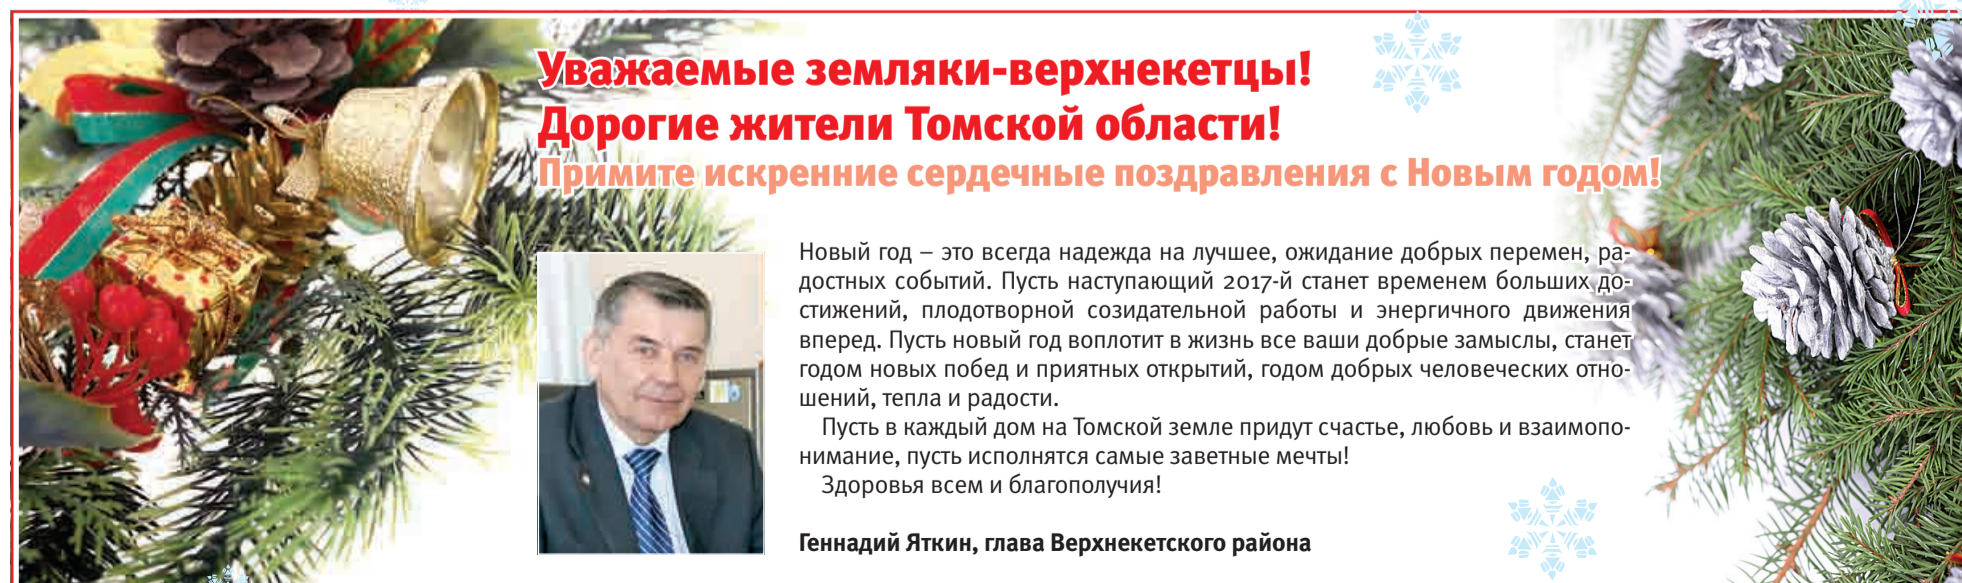 Уважаемые земляки-верхнекетцы!
Дорогие жители Томской области!
Примите искренние сердечные поздравления с Новым годом!
Новый год – это всегда надежда на лучшее, ожидание добрых перемен, ра-
достных событий. Пусть наступающий 2017-й станет временем больших до-
стижений, плодотворной созидательной работы и энергичного движения
вперед. Пусть новый год воплотит в жизнь все ваши добрые замыслы, станет
годом новых побед и приятных открытий, годом добрых человеческих отно-
шений, тепла и радости.
Пусть в каждый дом на Томской земле придут счастье, любовь и взаимопо-
нимание, пусть исполнятся самые заветные мечты!
Здоровья всем и благополучия!
Геннадий Яткин, глава Верхнекетского района